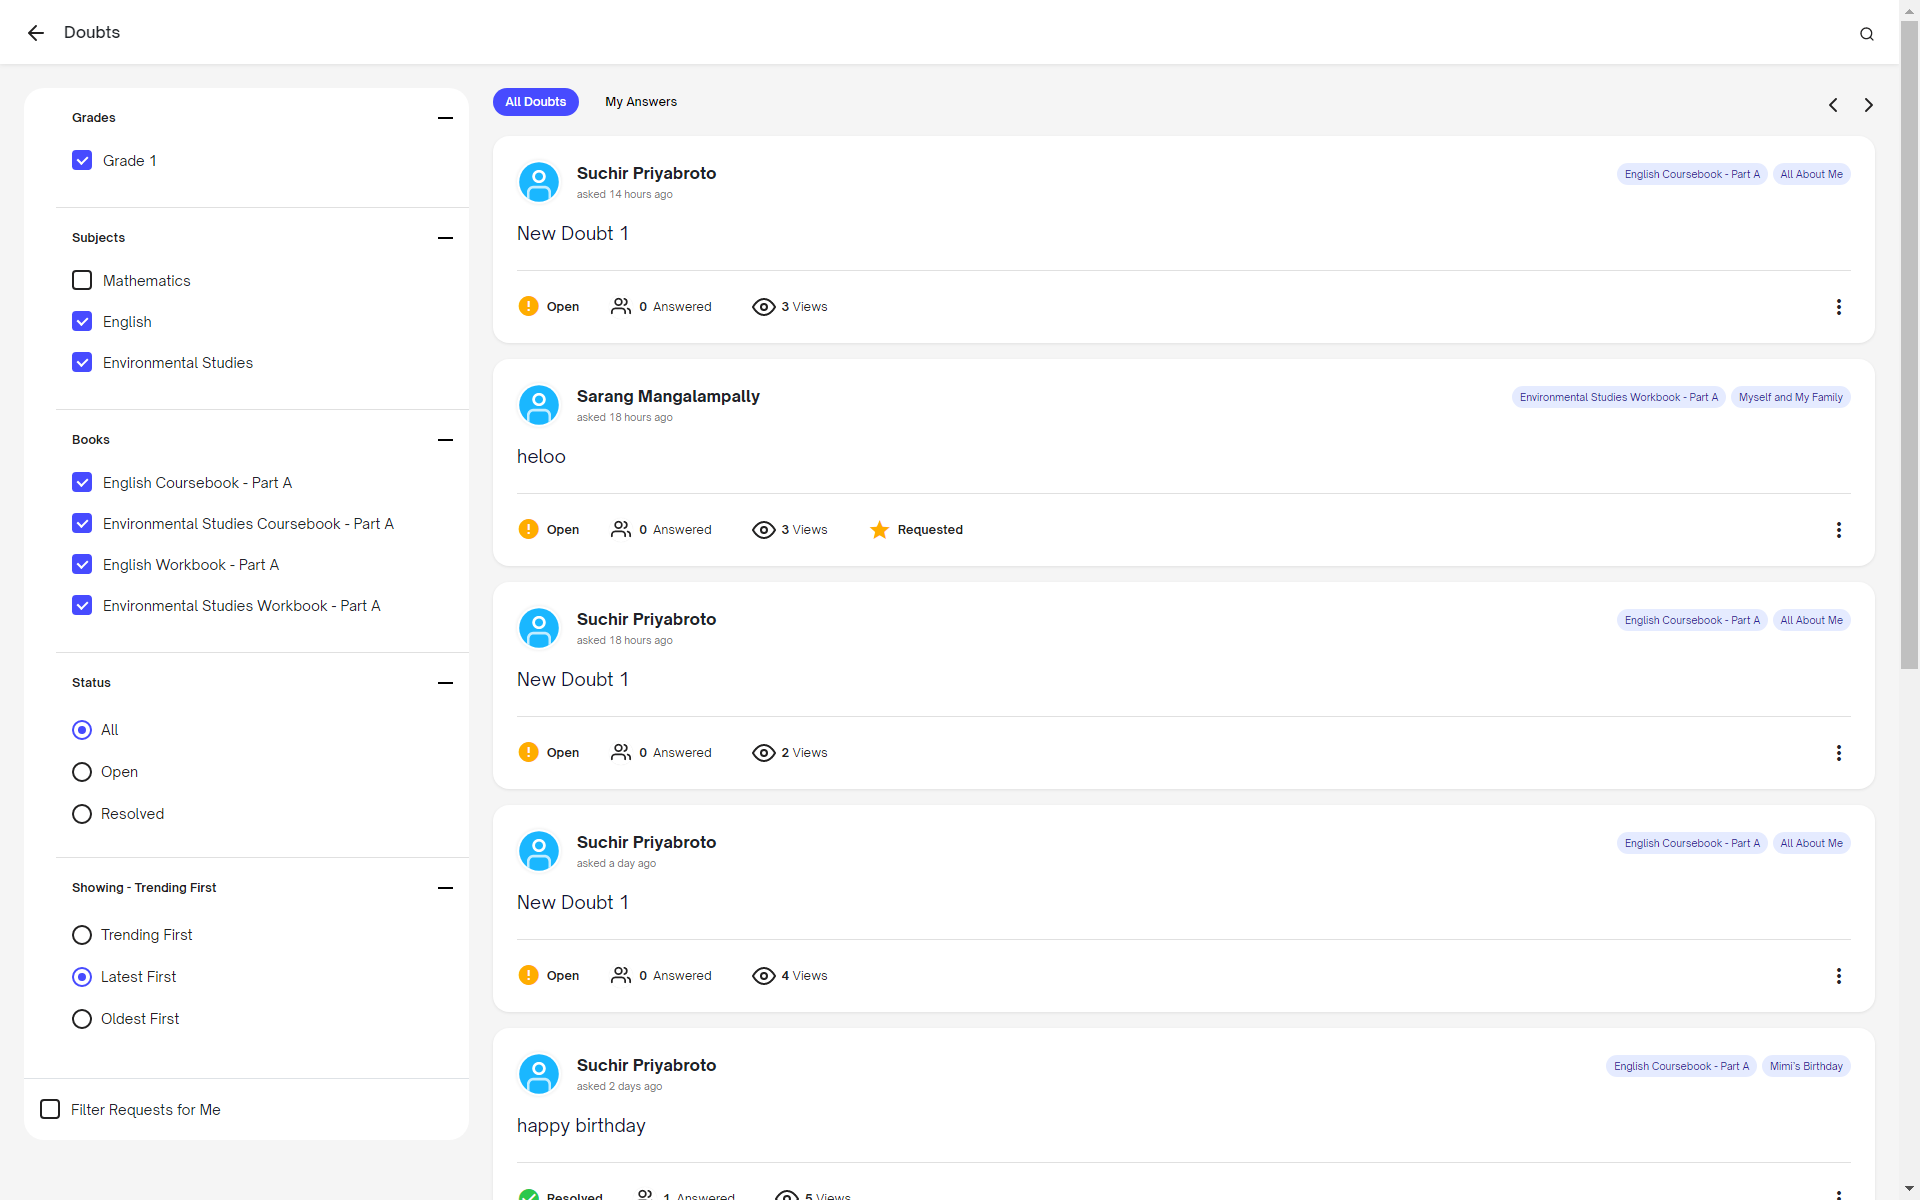 Doubts
Grades
Grade 1
Subjects
Mathematics
English
Environmental Studies
Books
English Coursebook - Part A
Environmental Studies Coursebook - Part A
English Workbook - Part A
Environmental Studies Workbook - Part A
Status
All
Open
Resolved
Showing - Trending First
Trending First
Latest First
Oldest First
Filter Requests for Me
All Doubts My Answers
Suchir Priyabroto English Coursebook - Part A All About Me
asked 14 hours ago
New Doubt 1
Open 0 Answered 3 Views
Sarang Mangalampally Environmental Studies Workbook - Part A Myself and My Family
asked 18 hours ago
heloo
Open 0 Answered 3 Views Requested
Suchir Priyabroto English Coursebook - Part A All About Me
asked 18 hours ago
New Doubt 1
Open 0 Answered 2 Views
Suchir Priyabroto English Coursebook - Part A All About Me
asked a day ago
New Doubt 1
Open 0 Answered 4 Views
Suchir Priyabroto English Coursebook - Part A Mimi's Birthday
asked 2 days ago
happy birthday
Resolved 1 Answered 5 Views